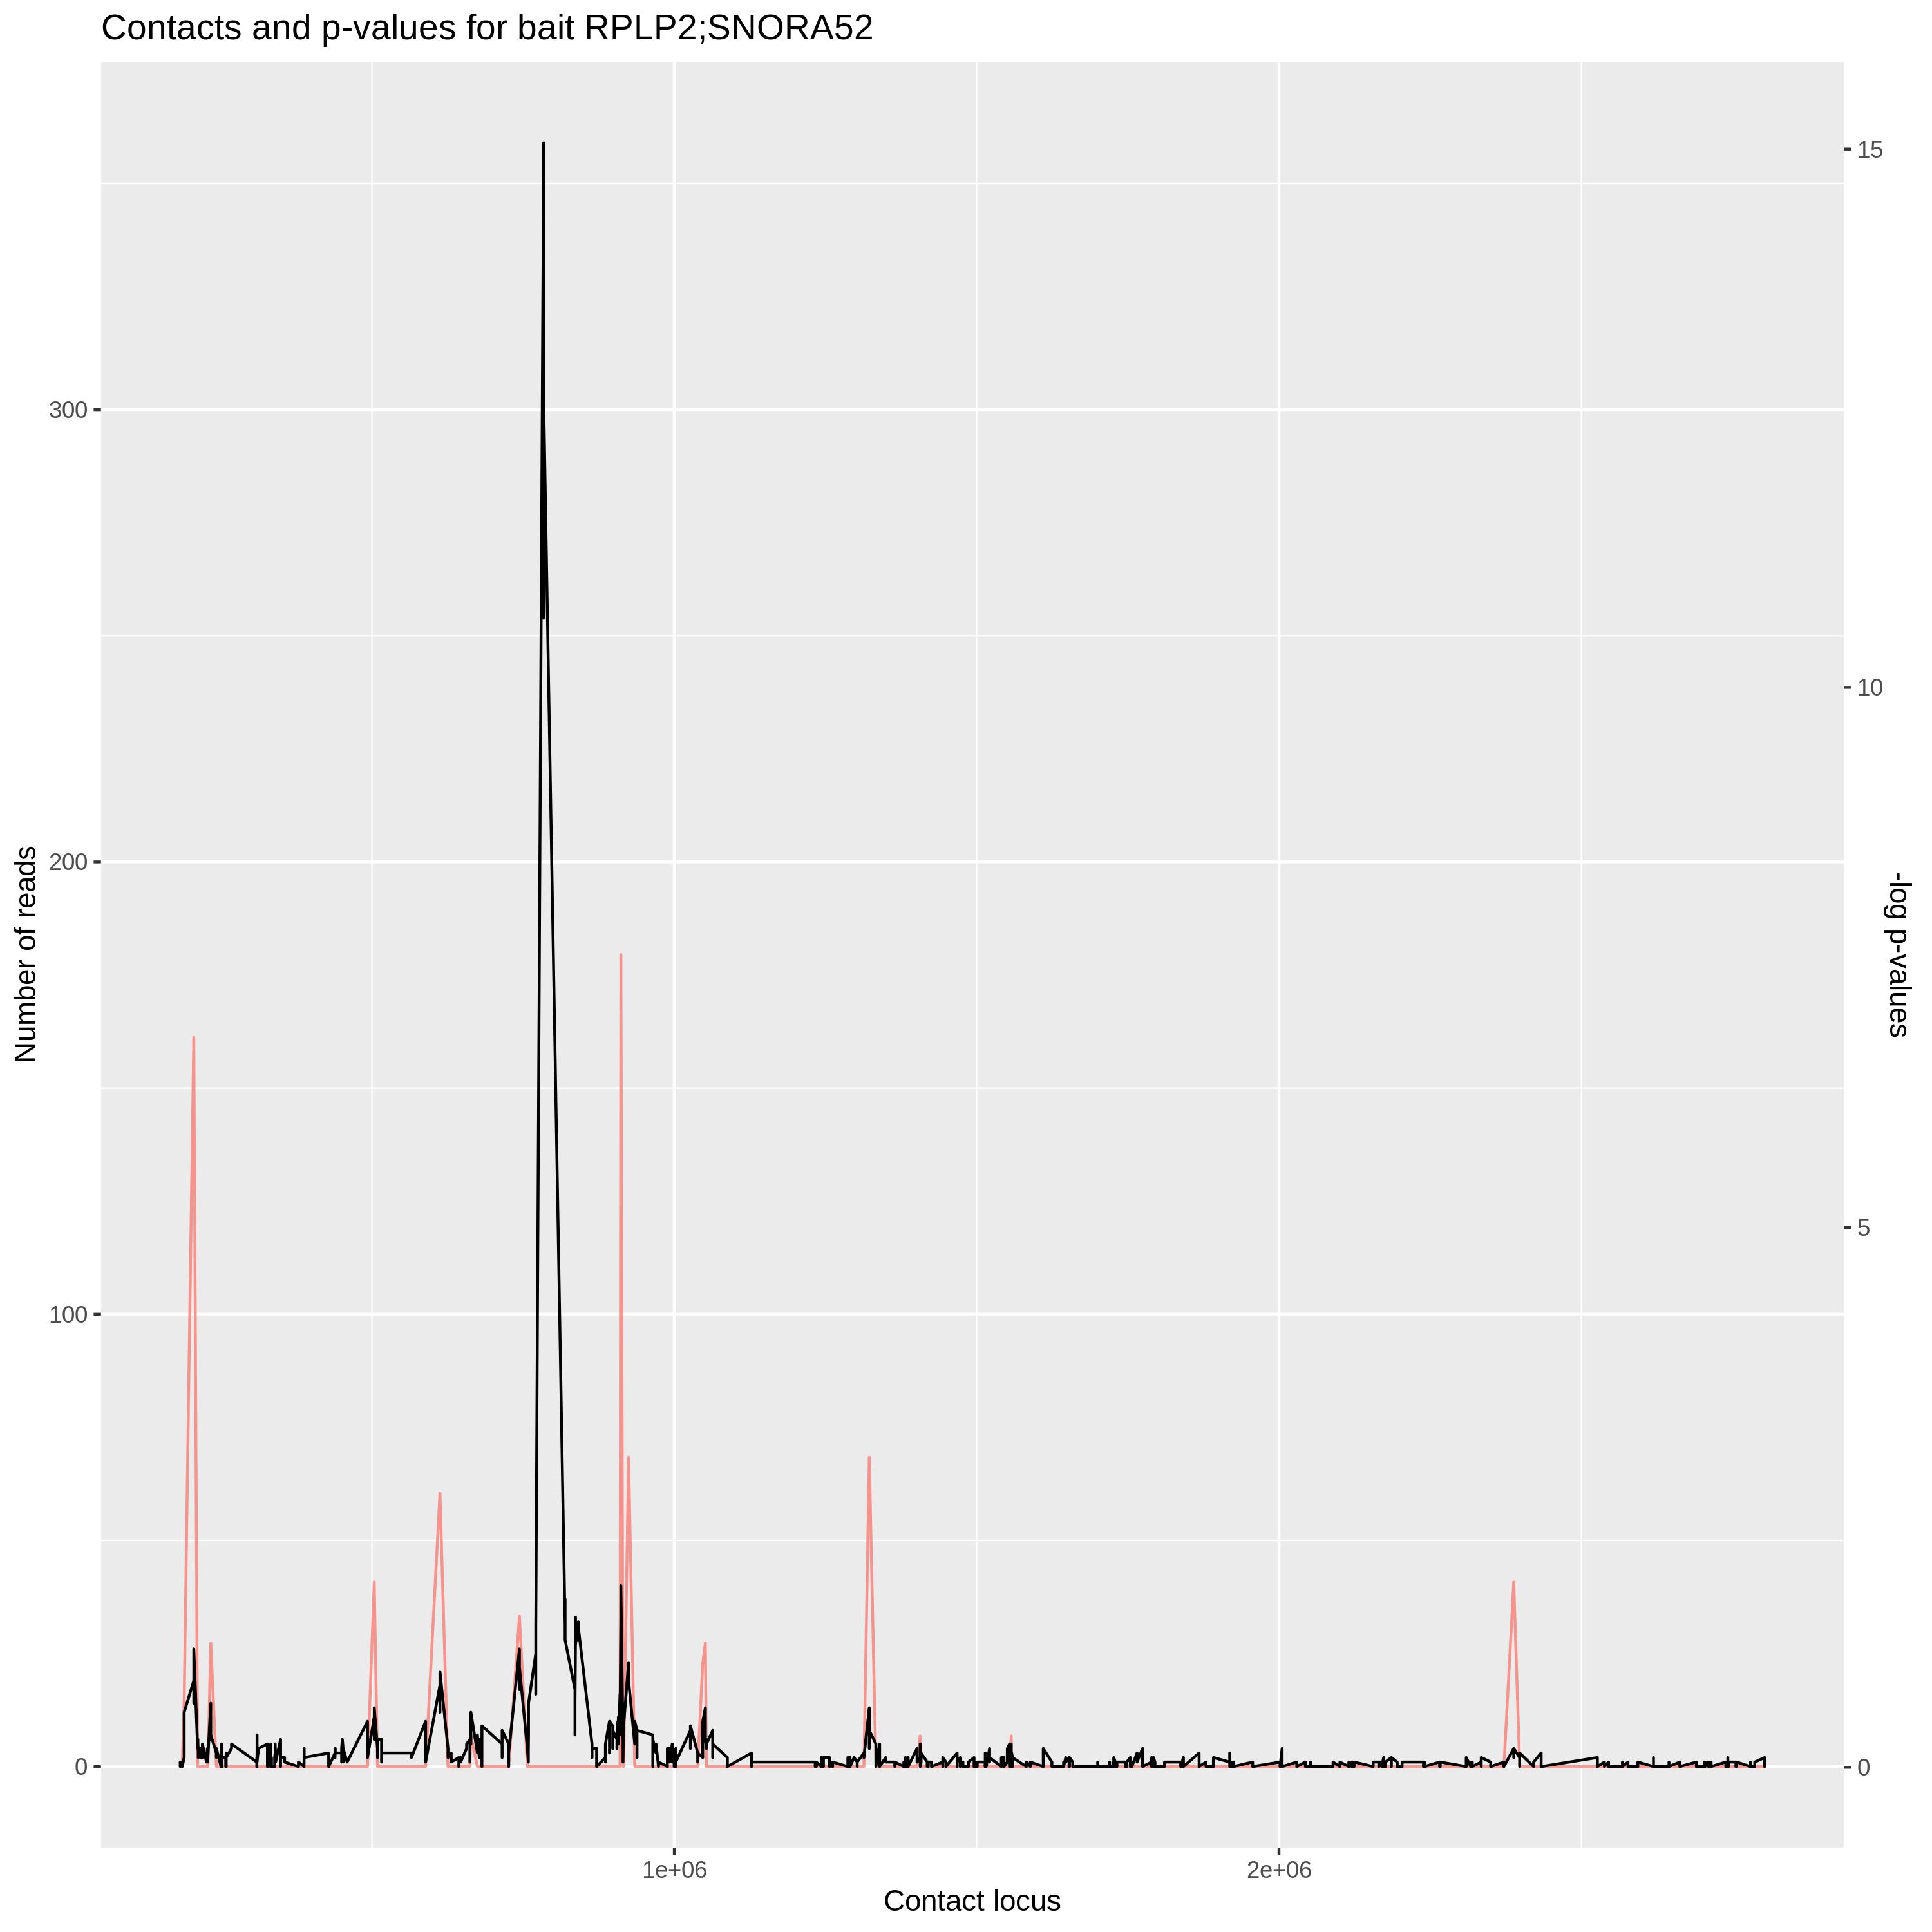 Contacts and p-values for bait RPLP2;SNORA52
Number of reads
300
200
100
0
15
10
5
0
-log p-values
1e+06
2e+06
Contact locus